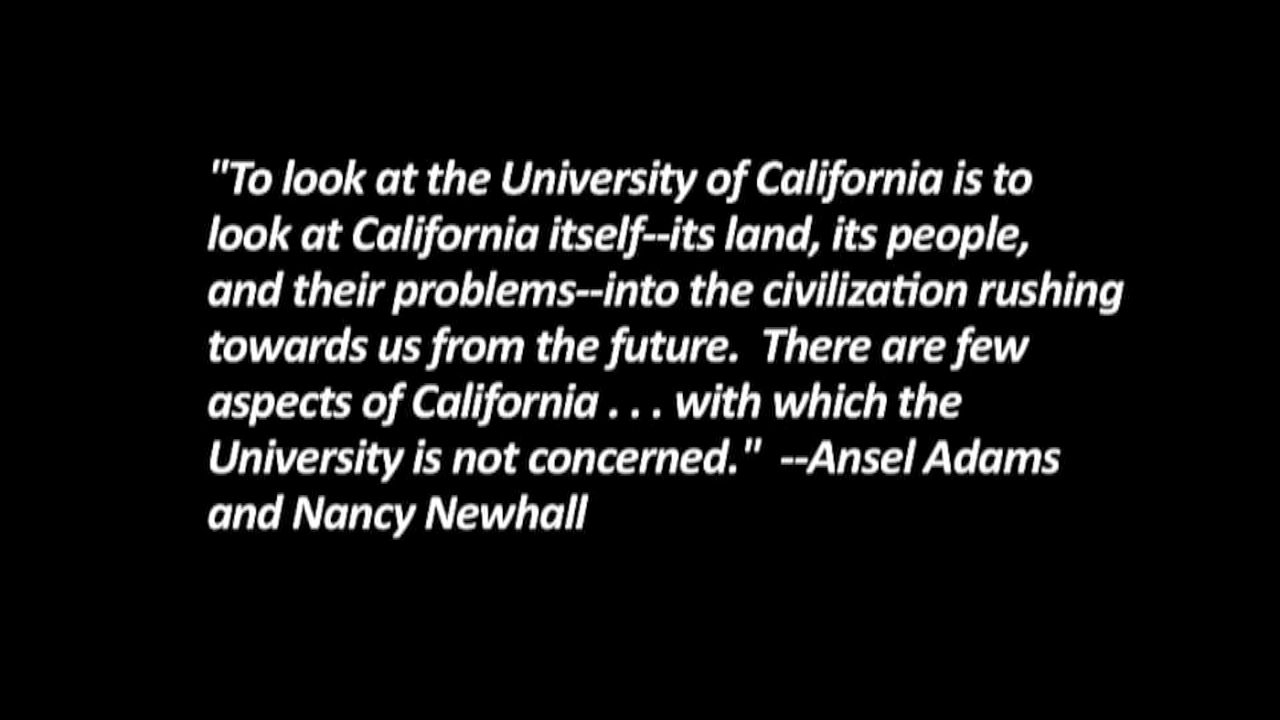 "To look at the University of California is to
look at California itself--its land, its people,
and their problems--into the civilization rushing
towards us from the future.  There are few
aspects of California . . . with which the
University is not concerned."  --Ansel Adams
and Nancy Newhall